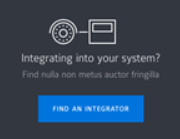 Integrating into your system?
Find nulla non metus auctor fringilla
FIND AN INTEGRATOR